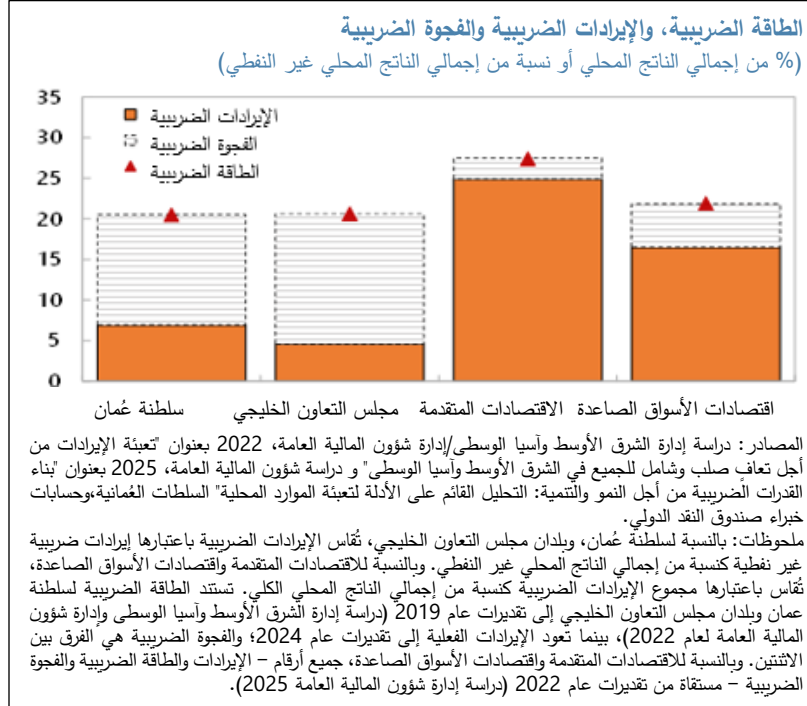 الطاقة الضريبية، والإيرادات الضريبية والفجوة الضريبية
(% من إجمالي الناتج المحلي أو نسبة من إجمالي الناتج المحلي غير النفطي)
35
30
25
20
15
10
5
0
الإيرادات الضريبية
الفجوة الضريبية
الطاقة الضريبية
سلطنة عُمان
مجلس التعاون الخليجي
الاقتصادات المتقدمة
اقتصادات الأسواق الصاعدة
المصادر: دراسة إدارة الشرق الأوسط وآسيا الوسطى/إدارة شؤون المالية العامة، 2022 بعنوان "تعبئة الإيرادات من
أجل تعافٍ صلب وشامل للجميع في الشرق الأوسط وآسيا الوسطى" و دراسة شؤون المالية العامة، 2025 بعنوان "بناء
القدرات الضريبية من أجل النمو والتنمية: التحليل القائم على الأدلة لتعبئة الموارد المحلية" السلطات العُمانية،وحسابات
خبراء صندوق النقد الدولي.
ملحوظات: بالنسبة لسلطنة عُمان، وبلدان مجلس التعاون الخليجي، تُقاس الإيرادات الضريبية باعتبارها إيرادات ضريبية
غير نفطية كنسبة من إجمالي الناتج المحلي غير النفطي. وبالنسبة للاقتصادات المتقدمة واقتصادات الأسواق الصاعدة،
تُقاس باعتبارها مجموع الإيرادات الضريبية كنسبة من إجمالي الناتج المحلي الكلي. تستند الطاقة الضريبية لسلطنة
عمان وبلدان مجلس التعاون الخليجي إلى تقديرات عام 2019 (دراسة إدارة الشرق الأوسط وآسيا الوسطى وإدارة شؤون
المالية العامة لعام 2022)، بينما تعود الإيرادات الفعلية إلى تقديرات عام 2024؛ والفجوة الضريبية هي الفرق بين
الاثنتين. وبالنسبة للاقتصادات المتقدمة واقتصادات الأسواق الصاعدة، جميع أرقام – الإيرادات والطاقة الضريبية والفجوة
الضريبية – مستقاة من تقديرات عام 2022 (دراسة إدارة شؤون المالية العامة 2025).